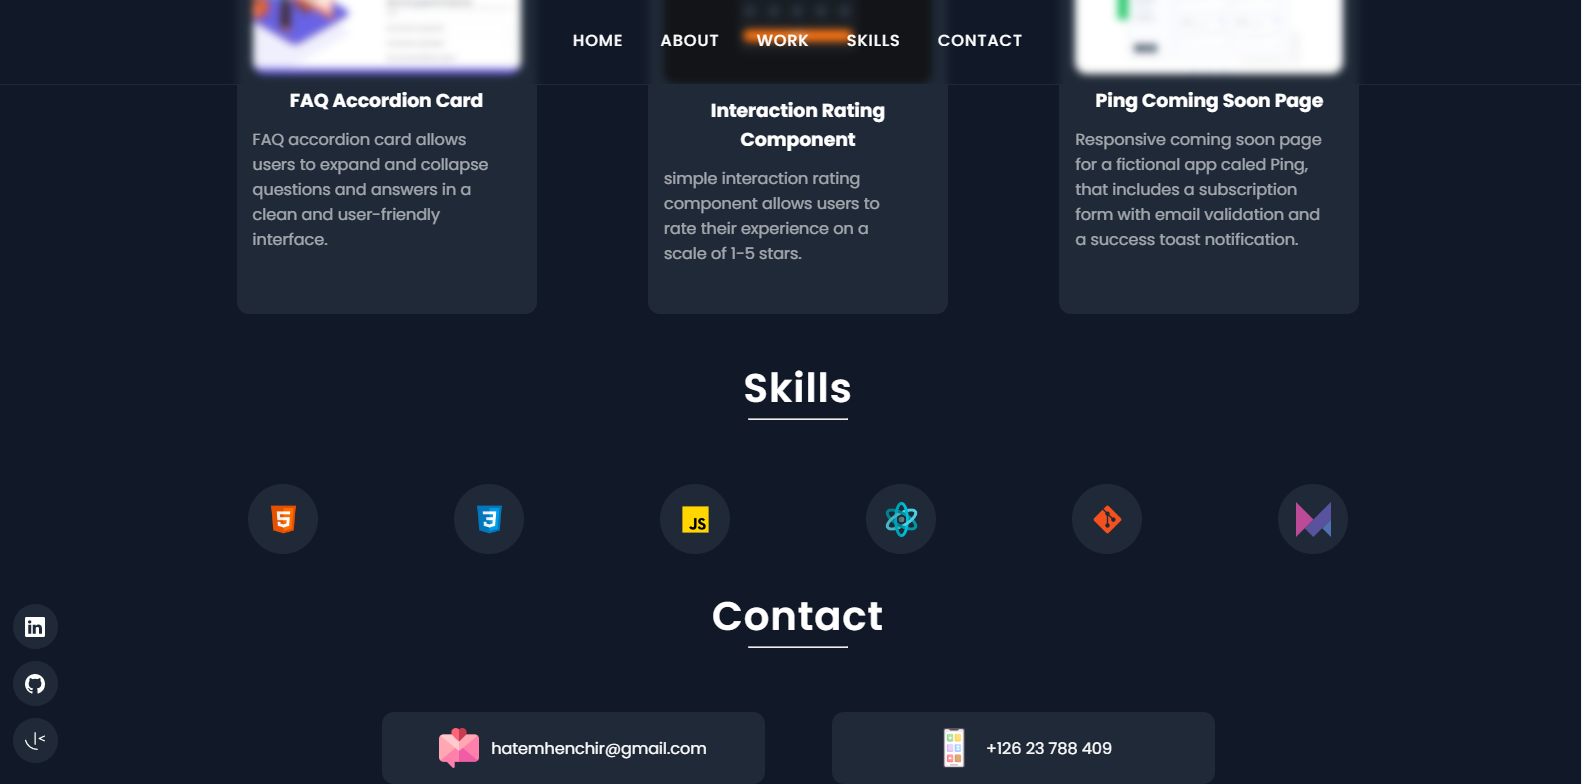 HOME ABOUT WORK SKILLS CONTACT
FAQ Accordion Card
FAQ accordion card allows
users to expand and collapse
questions and answers in a
clean and user-friendly
interface.
Interaction Rating
Component
simple interaction rating
component allows users to
rate their experience on a
scale of 1-5 stars.
Ping Coming Soon Page
Responsive coming soon page
for a fictional app caled Ping,
that includes a subscription
form with email validation and
a success toast notification.
Skills
5
3
JS
Contact
in
hatemhenchir@gmail.com
+126 23 788 409